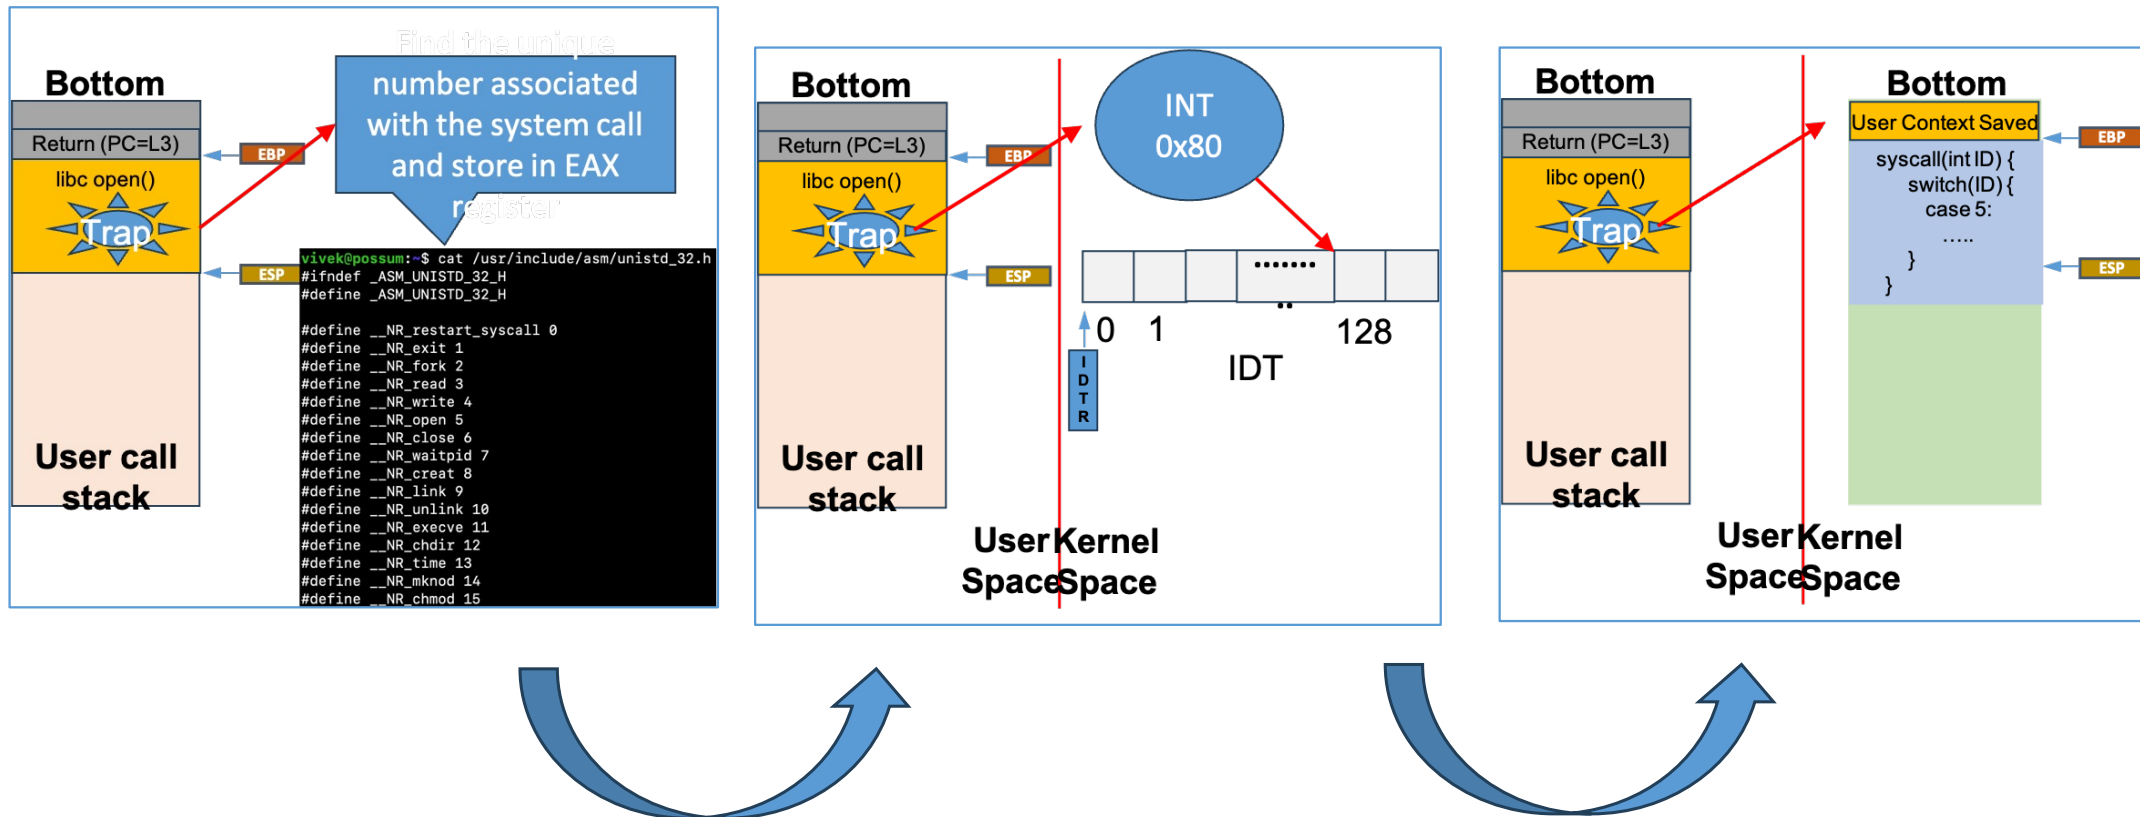 Bottom
Return (PC=L3)
libc open()
Trap
User call
stack
EBP
ESP
Find the unique
number associated
with the system call
and store in EAX
register
vivek@possum:~$ cat /usr/include/asm/unistd_32.h
#ifndef _ASM_UNISTD_32_H
#define _ASM_UNISTD_32_H
#define __NR_restart_syscall 0
#define __NR_exit 1
#define __NR_fork 2
#define __NR_read 3
#define __NR_write 4
#define __NR_open 5
#define __NR_close 6
#define __NR_waitpid 7
#define __NR_creat 8
#define __NR_link 9
#define __NR_unlink 10
#define __NR_execve 11
#define __NR_chdir 12
#define __NR_time 13
#define __NR_mknod 14
#define __NR_chmod 15
Bottom
Return (PC=L3)
libc open()
Trap
User call
stack
EBP
ESP
INT
0x80
.......
..
0 1 128
I
D
T
R
IDT
User Kernel
Space Space
Bottom
Return (PC=L3)
libc open()
Trap
User call
stack
User Kernel
Space Space
Bottom
User Context Saved
syscall(int ID) {
switch(ID) {
case 5:
.....
}
}
EBP
ESP